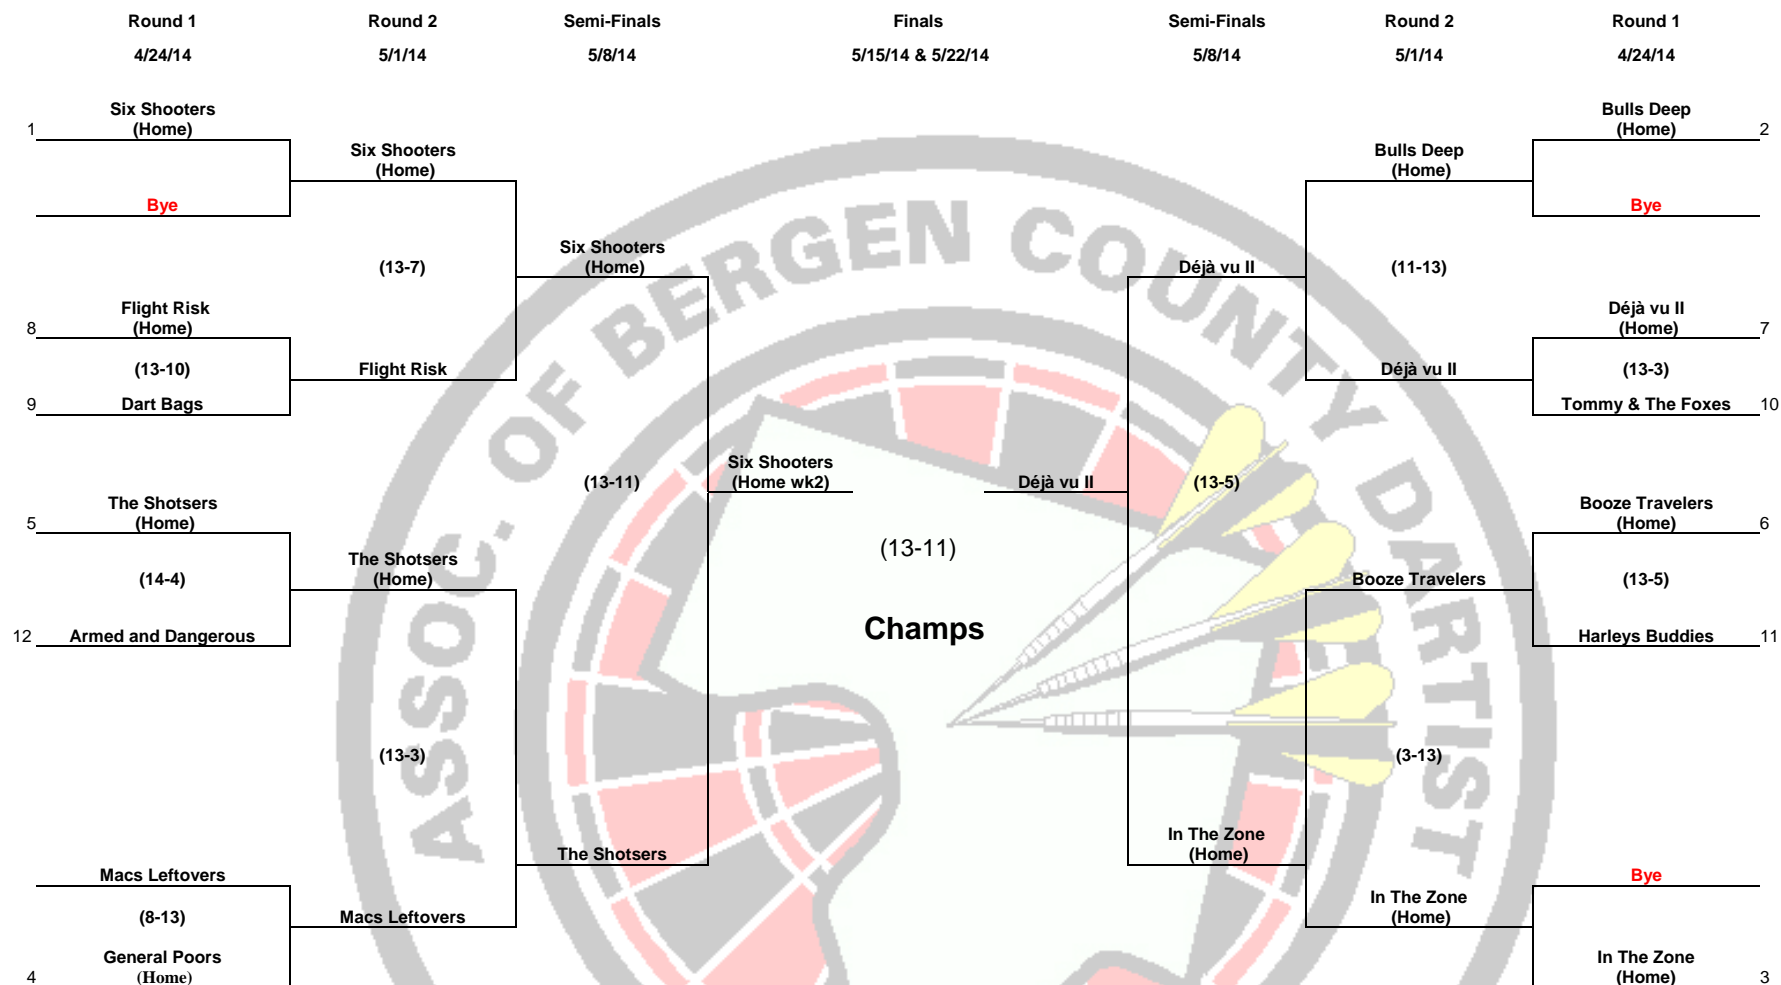 Round 1 Round 2 Semi-Finals Finals Semi-Finals Round 2 Round 1
4/24/14 5/1/14 5/8/14 5/15/14 & 5/22/14 5/8/14 5/1/14 4/24/14
Six Shooters
(Home)
1
Bye
Flight Risk
(Home)
8
(13-10)
9 Dart Bags
The Shotsers
(Home)
5
(14-4)
12 Armed and Dangerous
Macs Leftovers
(8-13)
General Poors
(Home)
4
Six Shooters
(Home)
(13-7)
Flight Risk
The Shotsers
(Home)
(13-3)
Macs Leftovers
Six Shooters
(Home)
(13-11)
The Shotsers
Six Shooters
(Home wk2)
Déjà vu II
(13-11)
Champs
Déjà vu II
(13-5)
In The Zone
(Home)
Bulls Deep
(Home)
(11-13)
Déjà vu II
Booze Travelers
(3-13)
In The Zone
(Home)
Bulls Deep
(Home)
2
Bye
Déjà vu II
(Home)
7
(13-3)
Tommy & The Foxes 10
Booze Travelers
(Home)
6
(13-5)
Harleys Buddies 11
Bye
In The Zone
(Home)
3
ASSOC. OF BERGEN COUNTY DARTIST